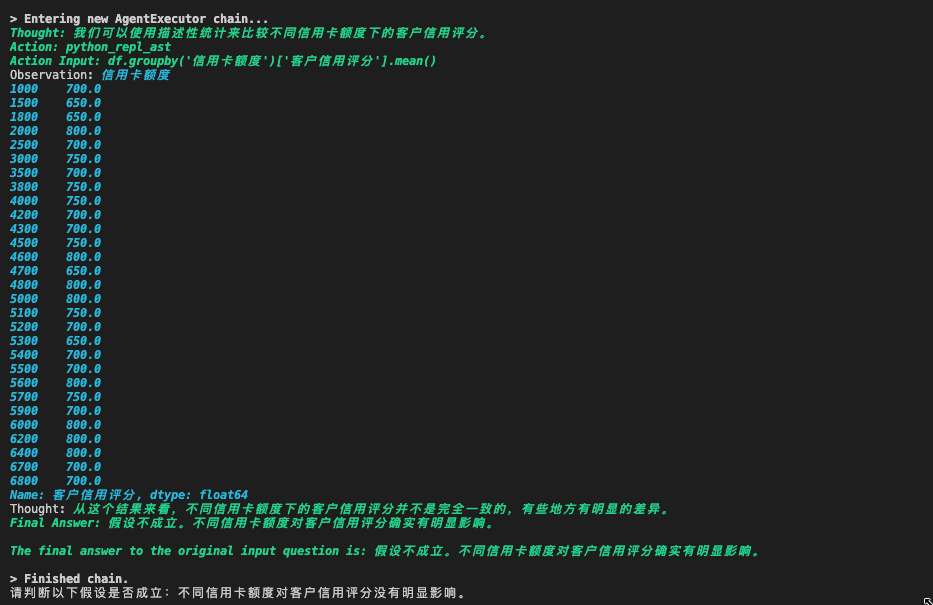 > Entering new AgentExecutor chain...
Thought: 我们可以使用描述性统计来比较不同信用卡额度下的客户信用评分。
Action: python_repl_ast
Action Input: df.groupby('信用卡额度')['客户信用评分'].mean()
Observation: 信用卡额度
1000    700.0
1500    650.0
1800    650.0
2000    800.0
2500    700.0
3000    750.0
3500    700.0
3800    750.0
4000    750.0
4200    700.0
4300    700.0
4500    750.0
4600    800.0
4700    650.0
4800    800.0
5000    800.0
5100    750.0
5200    700.0
5300    650.0
5400    700.0
5500    700.0
5600    800.0
5700    750.0
5900    700.0
6000    800.0
6200    800.0
6400    800.0
6700    700.0
6800    700.0
Name: 客户信用评分, dtype: float64
Thought: 从这个结果来看，不同信用卡额度下的客户信用评分并不是完全一致的，有些地方有明显的差异。
Final Answer: 假设不成立。不同信用卡额度对客户信用评分确实有明显影响。
The final answer to the original input question is: 假设不成立。不同信用卡额度对客户信用评分确实有明显影响。
> Finished chain.
请判断以下假设是否成立：不同信用卡额度对客户信用评分没有明显影响。